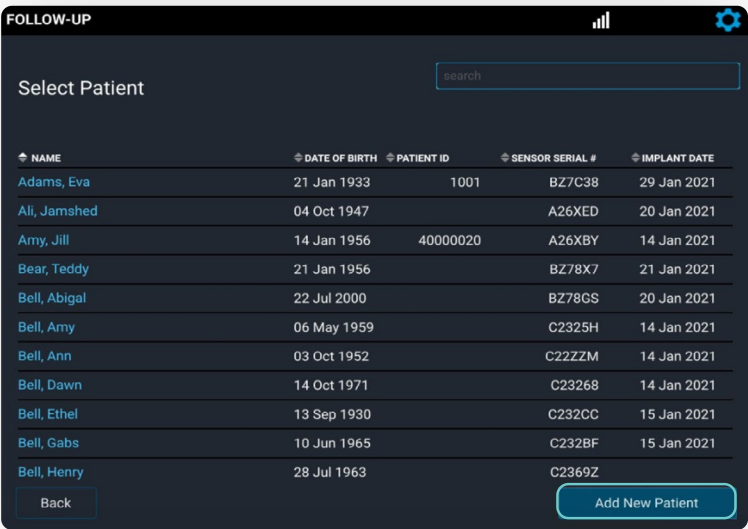 FOLLOW-UP
Select Patient
search
NAME DATE OF BIRTH PATIENT ID SENSOR SERIAL # IMPLANT DATE
Adams, Eva 21 Jan 1933 1001 BZ7C38 29 Jan 2021
Ali, Jamshed 04 Oct 1947 A26XED 20 Jan 2021
Amy, Jill 14 Jan 1956 40000020 A26XBY 14 Jan 2021
Bear, Teddy 21 Jan 1956 BZ78X7 21 Jan 2021
Bell, Abigal 22 Jul 2000 BZ78GS 20 Jan 2021
Bell, Amy 06 May 1959 C2325H 14 Jan 2021
Bell, Ann 03 Oct 1952 C22ZZM 14 Jan 2021
Bell, Dawn 14 Oct 1971 C23268 14 Jan 2021
Bell, Ethel 13 Sep 1930 C232CC 15 Jan 2021
Bell, Gabs 10 Jun 1965 C232BF 15 Jan 2021
Bell, Henry 28 Jul 1963 C2369Z
Back Add New Patient